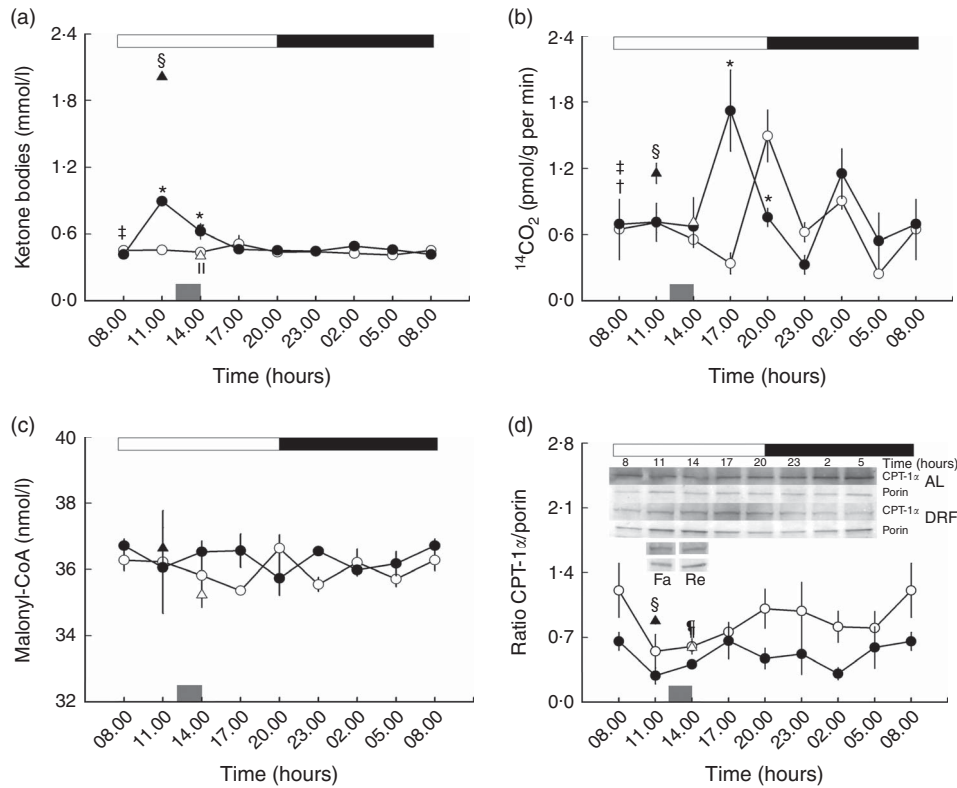 (a)
2·4
1·8
1·2
0·6
0·0
Ketone bodies (mmol/l)
§
*
*
‡
II
08.00 11.00 14.00 17.00 20.00 23.00 02.00 05.00 08.00
Time (hours)
(b)
2·4
1·8
1·2
0·6
0·0
¹⁴CO₂ (pmol/g per min)
*
‡
†
§
*
08.00 11.00 14.00 17.00 20.00 23.00 02.00 05.00 08.00
Time (hours)
(c)
40
38
36
34
32
Malonyl-CoA (nmol/l)
08.00 11.00 14.00 17.00 20.00 23.00 02.00 05.00 08.00
Time (hours)
(d)
2·8
2·1
1·4
0·7
0·0
Ratio CPT-1α/porin
8 11 14 17 20 23 2 5 Time (hours)
CPT-1α AL
Porin
CPT-1α DRF
Porin
Fa Re
§
¶
08.00 11.00 14.00 17.00 20.00 23.00 02.00 05.00 08.00
Time (hours)